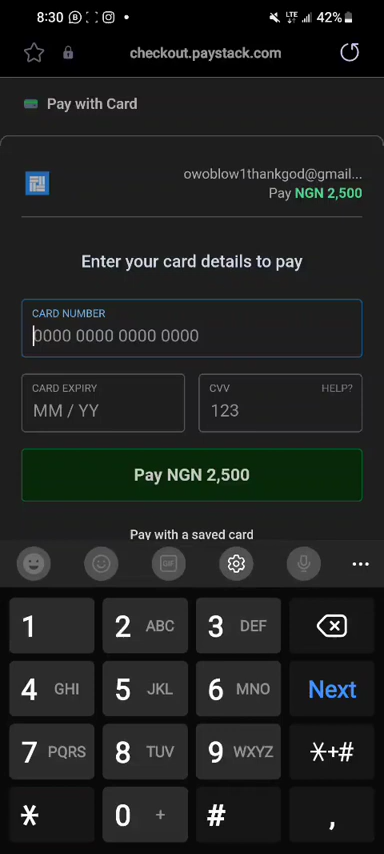 8:30 LTE 42%
checkout.paystack.com
Pay with Card
owoblow1thankgod@gmail...
Pay NGN 2,500
Enter your card details to pay
CARD NUMBER
0000 0000 0000 0000
CARD EXPIRY
MM / YY
CVV HELP?
123
Pay NGN 2,500
Pay with a saved card
GIF
1 2 ABC 3 DEF
4 GHI 5 JKL 6 MNO Next
7 PQRS 8 TUV 9 WXYZ *+#
* 0 + # ,